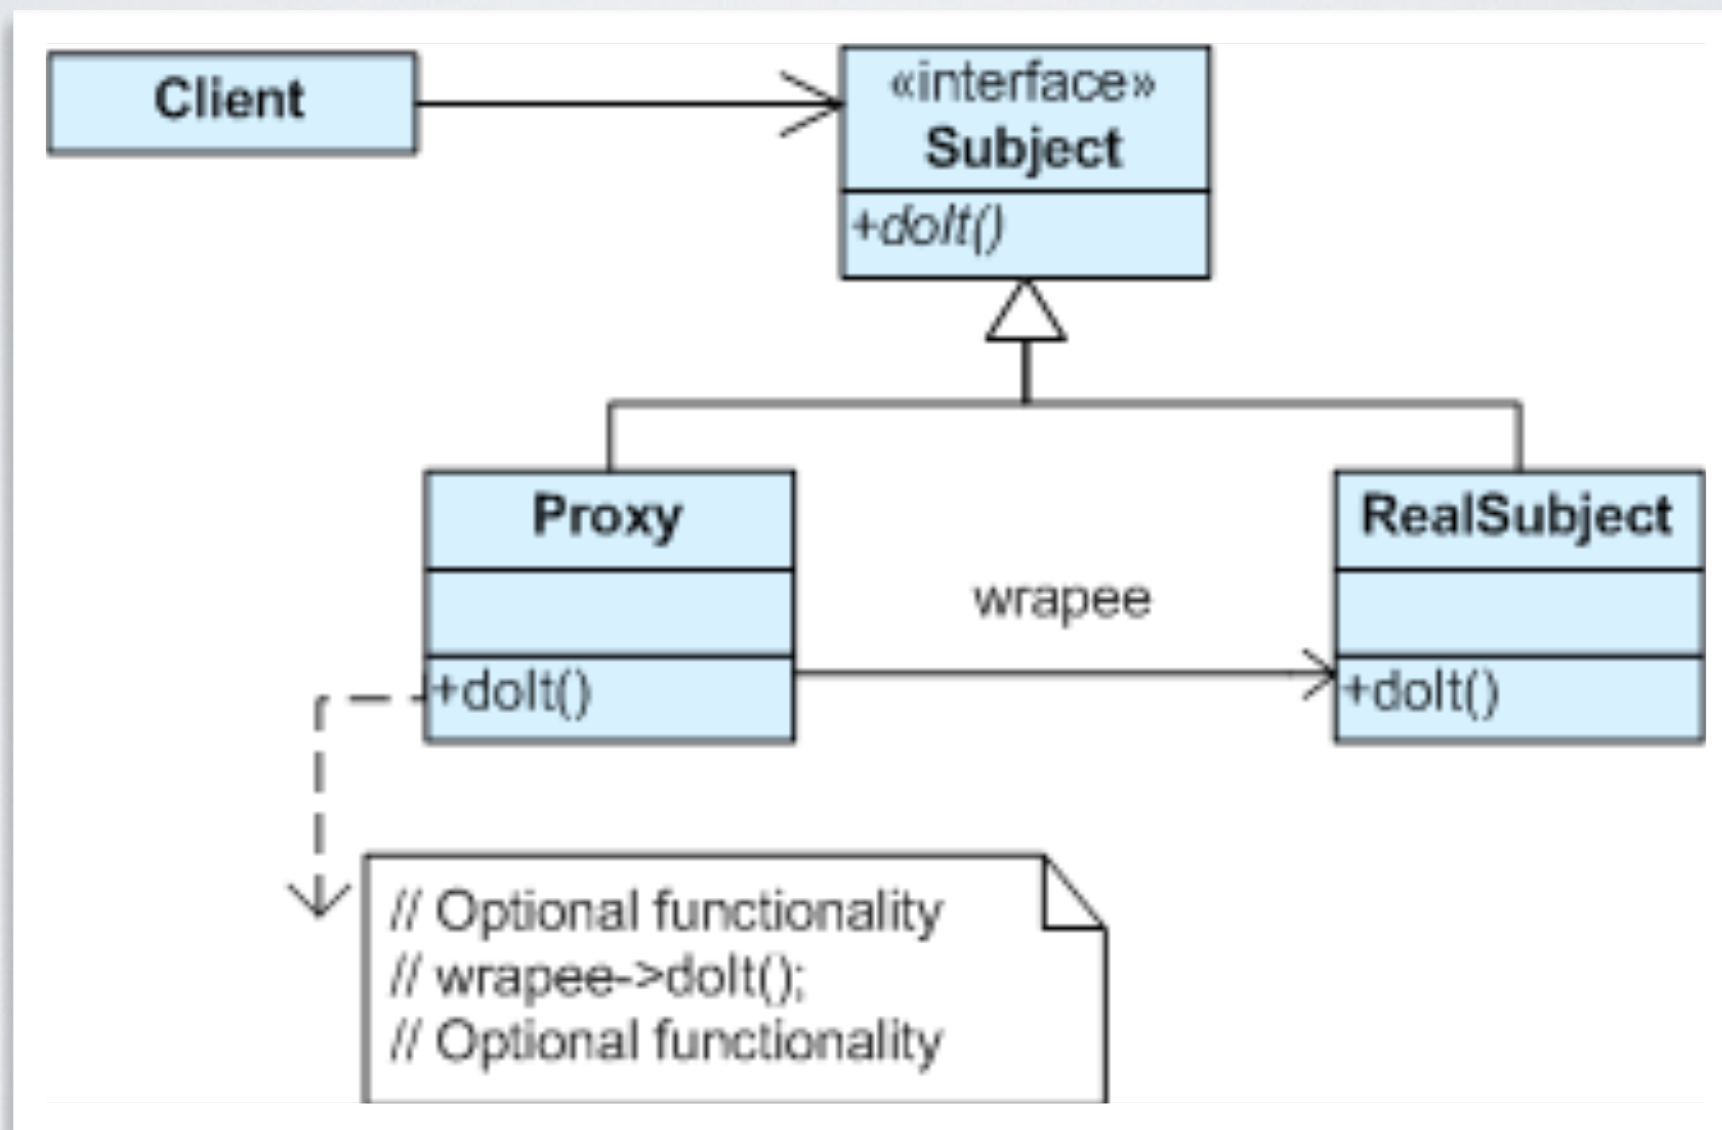 Client
«interface»
Subject
+doIt()
Proxy
RealSubject
wrapee
+doIt()
+doIt()
// Optional functionality
// wrapee->doIt();
// Optional functionality